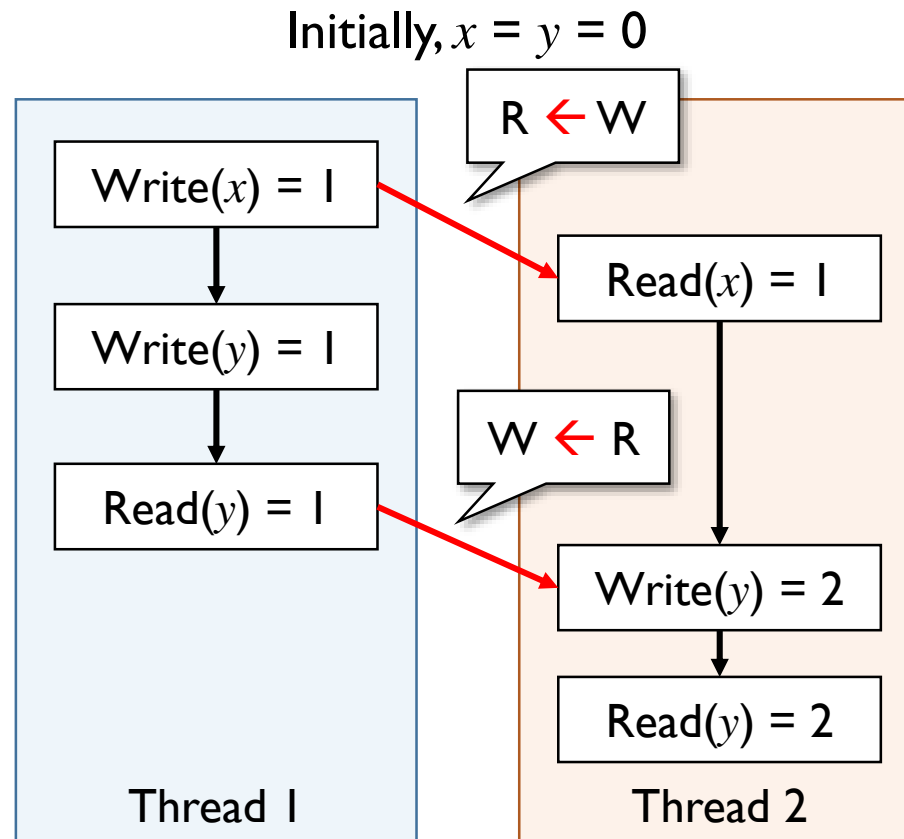 Initially, x = y = 0
R ← W
Write(x) = 1
Read(x) = 1
Write(y) = 1
W ← R
Read(y) = 1
Write(y) = 2
Read(y) = 2
Thread 1
Thread 2